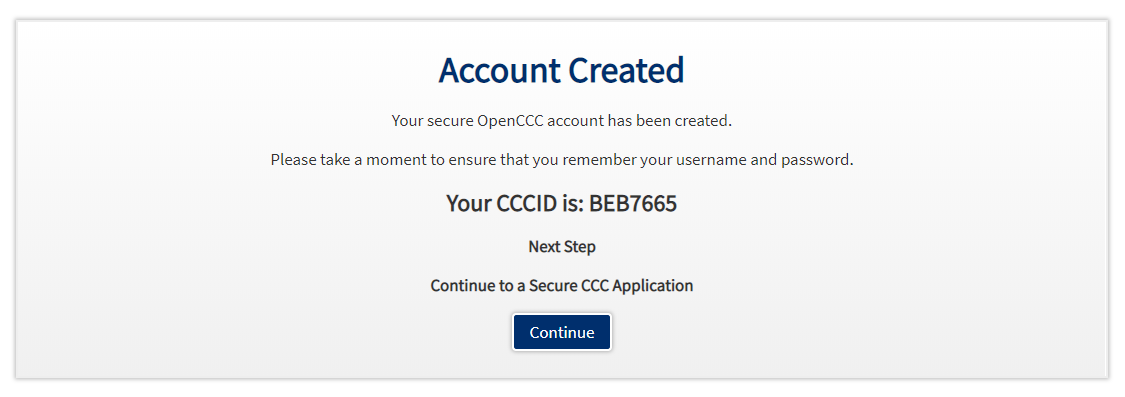 Account Created
Your secure OpenCCC account has been created.
Please take a moment to ensure that you remember your username and password.
Your CCCID is: BEB7665
Next Step
Continue to a Secure CCC Application
Continue